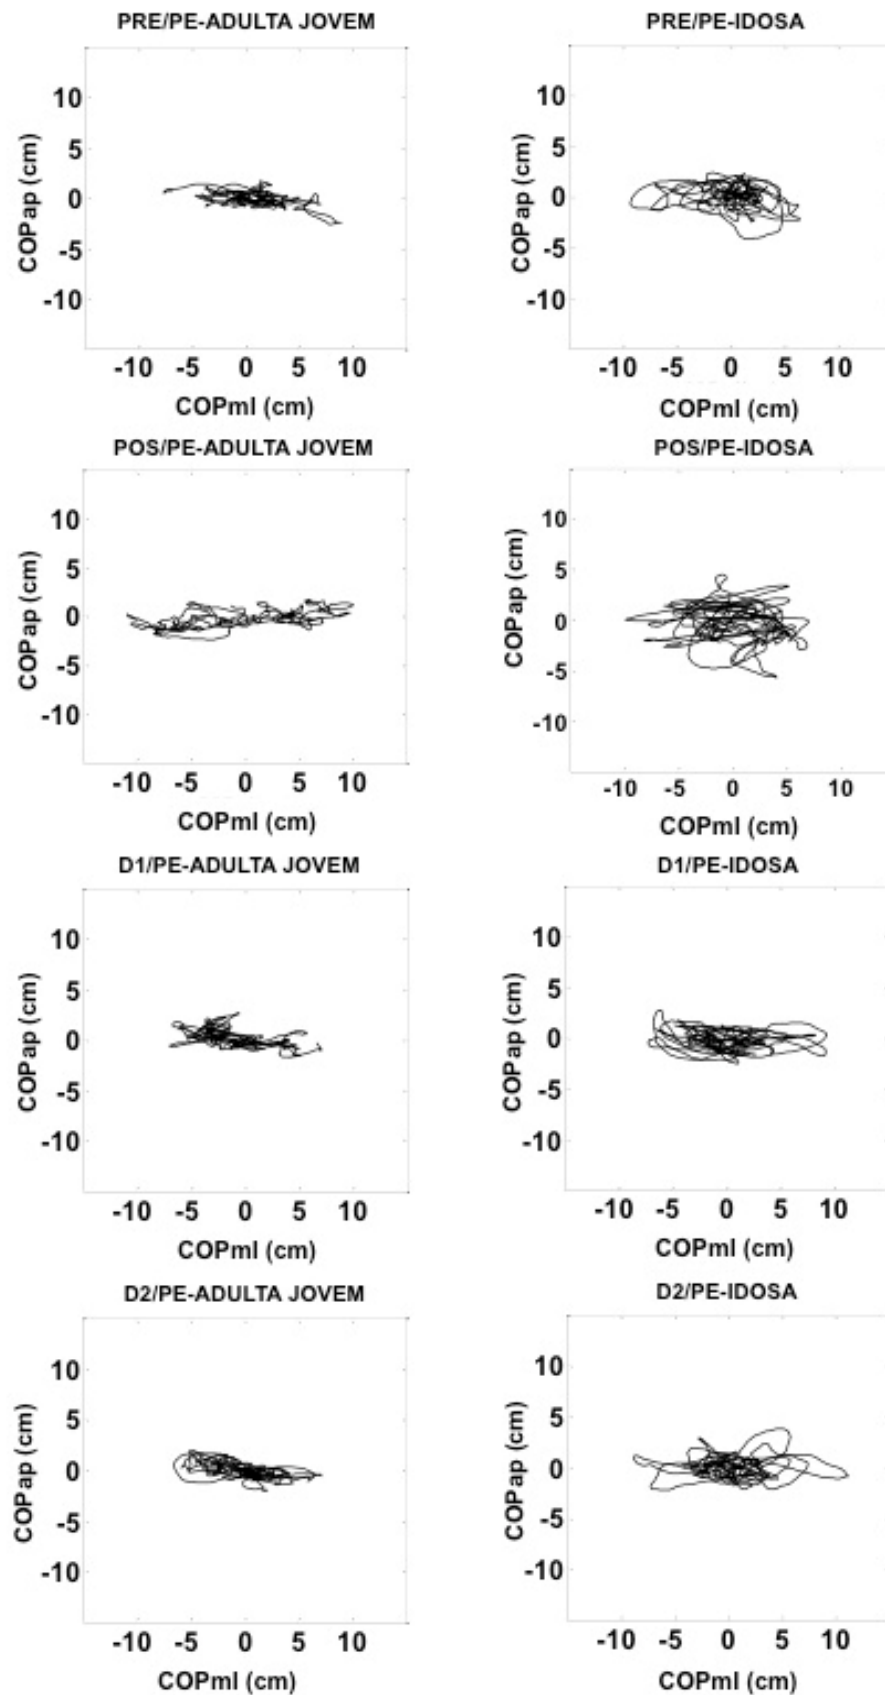 PRE/PE-ADULTA JOVEM
10
5
0
-5
-10
COPap (cm)
-10 -5 0 5 10
COPml (cm)
PRE/PE-IDOSA
10
5
0
-5
-10
COPap (cm)
-10 -5 0 5 10
COPml (cm)
POS/PE-ADULTA JOVEM
10
5
0
-5
-10
COPap (cm)
-10 -5 0 5 10
COPml (cm)
POS/PE-IDOSA
10
5
0
-5
-10
COPap (cm)
-10 -5 0 5 10
COPml (cm)
D1/PE-ADULTA JOVEM
10
5
0
-5
-10
COPap (cm)
-10 -5 0 5 10
COPml (cm)
D1/PE-IDOSA
10
5
0
-5
-10
COPap (cm)
-10 -5 0 5 10
COPml (cm)
D2/PE-ADULTA JOVEM
10
5
0
-5
-10
COPap (cm)
-10 -5 0 5 10
COPml (cm)
D2/PE-IDOSA
10
5
0
-5
-10
COPap (cm)
-10 -5 0 5 10
COPml (cm)